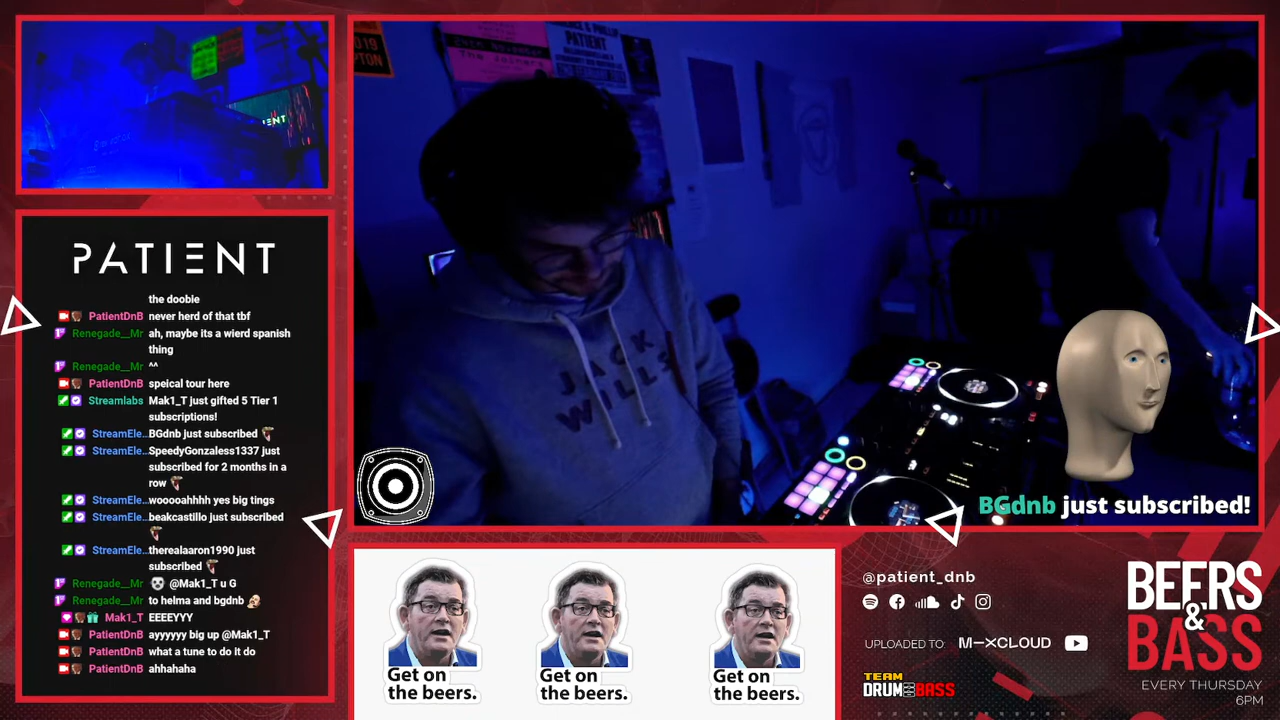 PATIENT
the doobie
PatientDnB never herd of that tbf
Renegade__Mr ah, maybe its a wierd spanish
thing
Renegade__Mr ^^
PatientDnB speical tour here
Streamlabs Mak1_T just gifted 5 Tier 1
subscriptions!
StreamEle... BGdnb just subscribed
StreamEle... SpeedyGonzaless1337 just
subscribed for 2 months in a
row
StreamEle... wooooahhhh yes big tings
StreamEle... beakcastillo just subscribed
StreamEle... therealaaron1990 just
subscribed
Renegade__Mr @Mak1_T u G
Renegade__Mr to helma and bgdnb
Mak1_T EEEEYYY
PatientDnB ayyyyyy big up @Mak1_T
PatientDnB what a tune to do it do
PatientDnB ahhahaha
PATIENT
The Joiners
JACK
WILLS
BGdnb just subscribed!
Get on
the beers.
Get on
the beers.
Get on
the beers.
@patient_dnb
UPLOADED TO: M-XCLOUD
TEAM
DRUM AND BASS
BEERS
&
BASS
EVERY THURSDAY
6PM